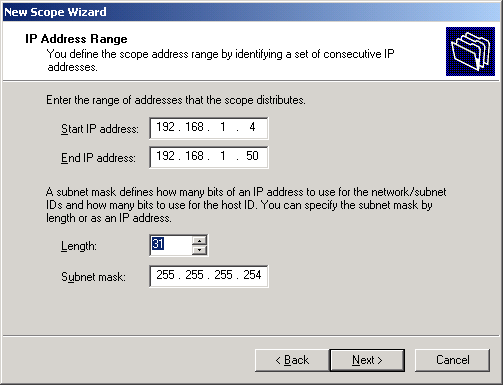 New Scope Wizard
IP Address Range
You define the scope address range by identifying a set of consecutive IP
addresses.
Enter the range of addresses that the scope distributes.
Start IP address: 192 . 168 . 1 . 4
End IP address: 192 . 168 . 1 . 50
A subnet mask defines how many bits of an IP address to use for the network/subnet
IDs and how many bits to use for the host ID. You can specify the subnet mask by
length or as an IP address.
Length: 31
Subnet mask: 255 . 255 . 255 . 254
< Back Next > Cancel